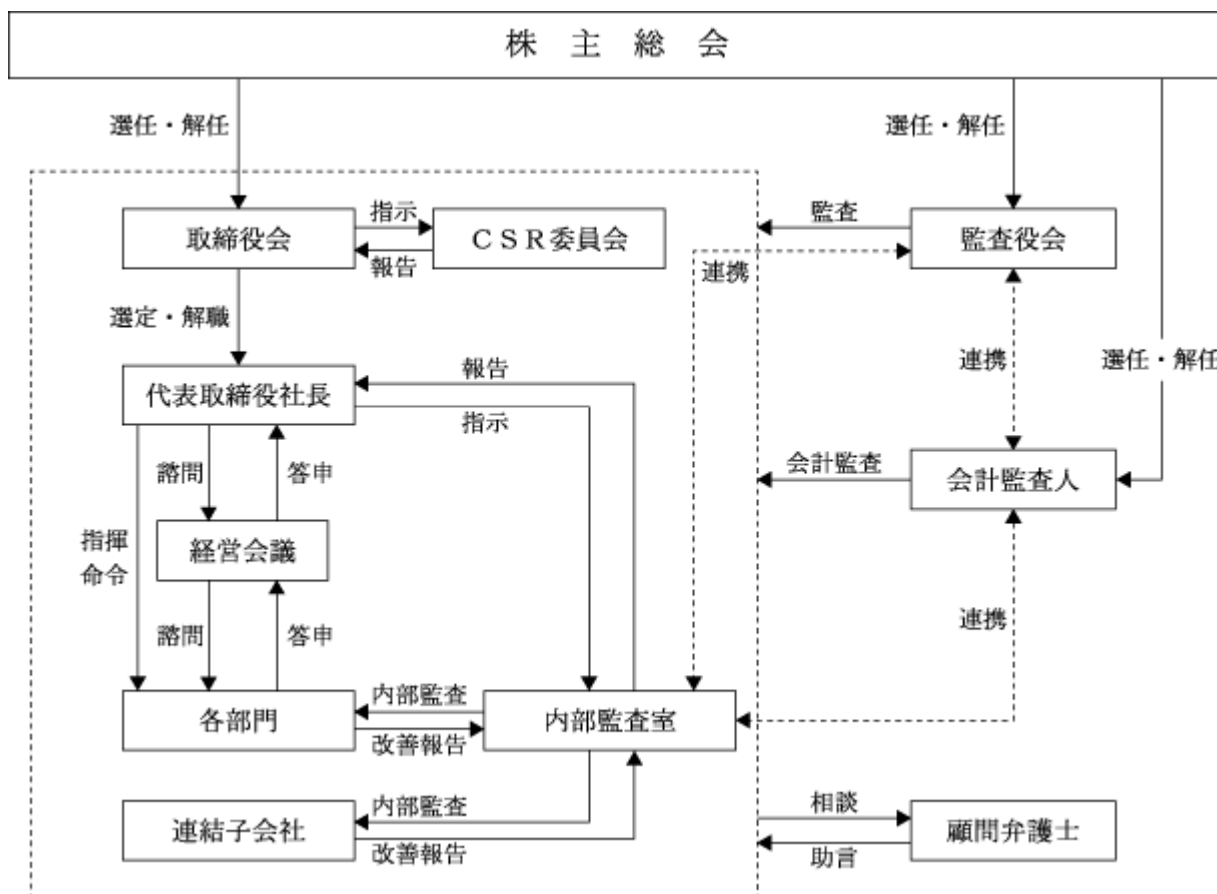 株 主 総 会
選任・解任
選任・解任
取締役会
指示
報告
CSR委員会
監査
監査役会
連携
選定・解職
連携
選任・解任
代表取締役社長
報告
指示
諮問
答申
会計監査
会計監査人
経営会議
指揮
命令
諮問
答申
連携
各部門
内部監査
改善報告
内部監査室
連結子会社
内部監査
改善報告
相談
助言
顧問弁護士